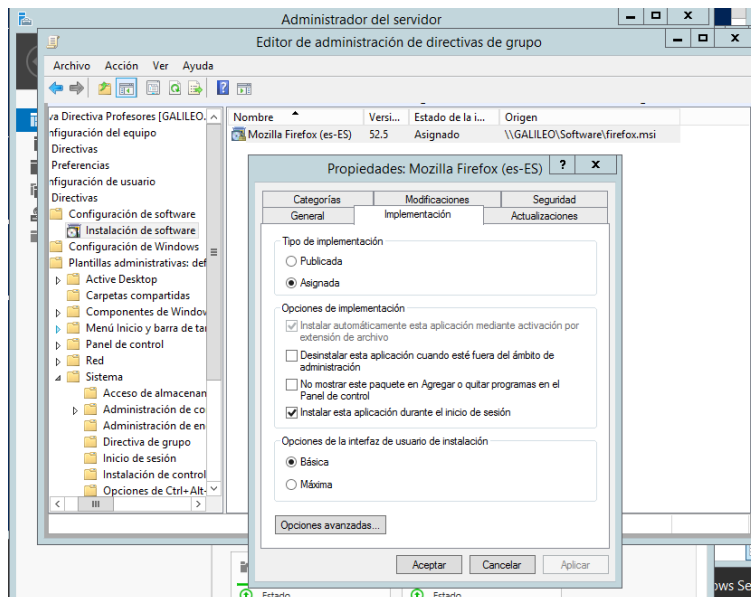 Administrador del servidor
Editor de administración de directivas de grupo
Archivo Acción Ver Ayuda
va Directiva Profesores [GALILEO.
nfiguración del equipo
Directivas
Preferencias
nfiguración de usuario
Directivas
Configuración de software
Instalación de software
Configuración de Windows
Plantillas administrativas: def
Active Desktop
Carpetas compartidas
Componentes de Window
Menú Inicio y barra de tar
Panel de control
Red
Sistema
Acceso de almacenan
Administración de co
Administración de en
Directiva de grupo
Inicio de sesión
Instalación de control
Opciones de Ctrl+Alt-
Nombre Versi... Estado de la i... Origen
Mozilla Firefox (es-ES) 52.5 Asignado \\GALILEO\Software\firefox.msi
Propiedades: Mozilla Firefox (es-ES) ? x
Categorías Modificaciones Seguridad
General Implementación Actualizaciones
Tipo de implementación
Publicada
Asignada
Opciones de implementación
Instalar automáticamente esta aplicación mediante activación por
extensión de archivo
Desinstalar esta aplicación cuando esté fuera del ámbito de
administración
No mostrar este paquete en Agregar o quitar programas en el
Panel de control
Instalar esta aplicación durante el inicio de sesión
Opciones de la interfaz de usuario de instalación
Básica
Máxima
Opciones avanzadas...
Aceptar Cancelar Aplicar
Estado Estado
ows Se